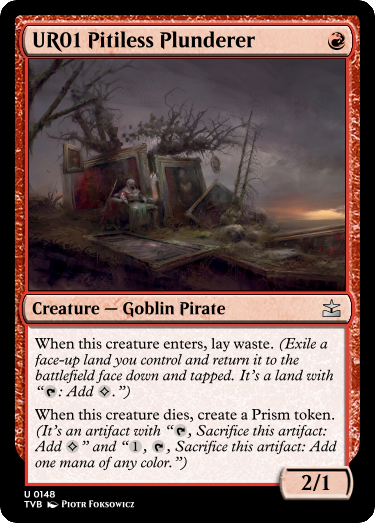 UR01 Pitiless Plunderer
Creature — Goblin Pirate
When this creature enters, lay waste. (Exile a
face-up land you control and return it to the
battlefield face down and tapped. It's a land with
“: Add .”)
When this creature dies, create a Prism token.
(It's an artifact with “, Sacrifice this artifact:
Add ” and “1, , Sacrifice this artifact: Add
one mana of any color.”)
2/1
U 0148
TVB Piotr Foksowicz